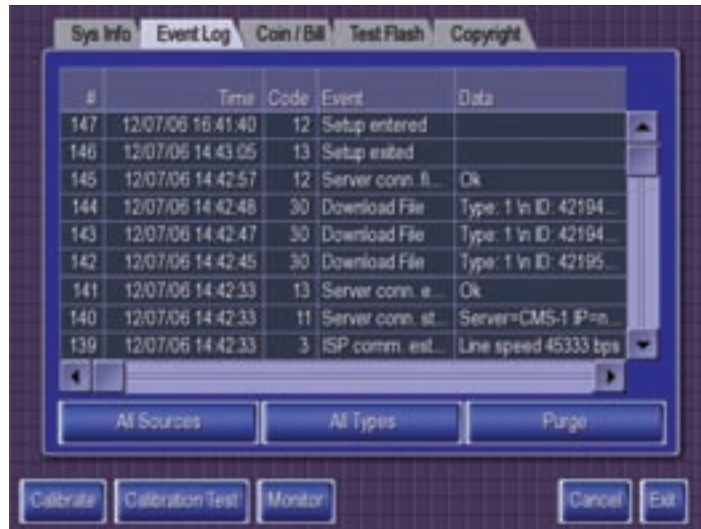 Sys Info Event Log Coin / Bill Test Flash Copyright
# Time Code Event Data
147 12/07/06 16:41:40 12 Setup entered
146 12/07/06 14:43:05 13 Setup exited
145 12/07/06 14:42:57 12 Server conn. fi... Ok
144 12/07/06 14:42:48 30 Download File Type: 1 \n ID: 42194...
143 12/07/06 14:42:47 30 Download File Type: 1 \n ID: 42194...
142 12/07/06 14:42:45 30 Download File Type: 1 \n ID: 42195...
141 12/07/06 14:42:33 13 Server conn. e... Ok
140 12/07/06 14:42:33 11 Server conn. st... Server=CMS-1 IP=n...
139 12/07/06 14:42:33 3 ISP comm. est... Line speed 45333 bps
All Sources All Types Purge
Calibrate Calibration Test Monitor Cancel Exit